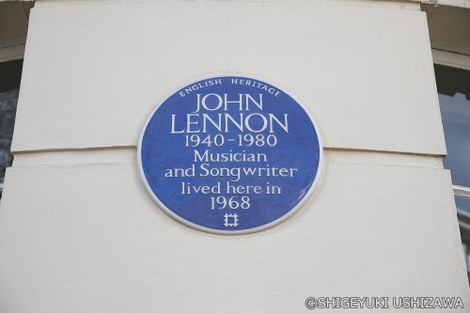 ENGLISH HERITAGE
JOHN
LENNON
1940-1980
Musician
and Songwriter
lived here in
1968
©SHIGEYUKI USHIZAWA